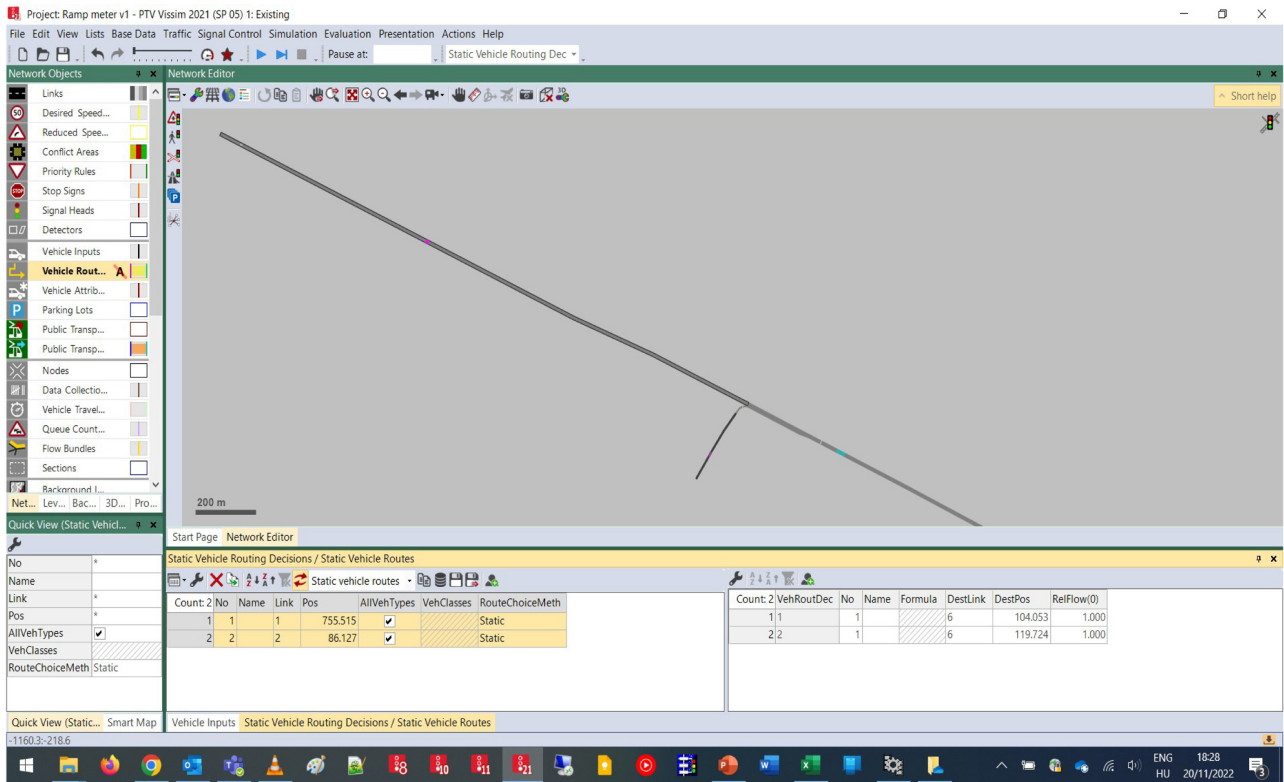 Project: Ramp meter v1 - PTV Vissim 2021 (SP 05) 1: Existing
File Edit View Lists Base Data Traffic Signal Control Simulation Evaluation Presentation Actions Help
Pause at: Static Vehicle Routing Dec
Network Objects
Network Editor
Short help
Links
50 Desired Speed...
Reduced Spee...
Conflict Areas
Priority Rules
STOP Stop Signs
Signal Heads
Detectors
Vehicle Inputs
Vehicle Rout... A
Vehicle Attrib...
P Parking Lots
Public Transp...
Public Transp...
Nodes
Data Collectio...
Vehicle Travel...
Queue Count...
Flow Bundles
Sections
Background I...
Net... Lev... Bac... 3D... Pro...
200 m
Start Page Network Editor
Quick View (Static Vehicl...
No *
Name
Link *
Pos *
AllVehTypes
VehClasses
RouteChoiceMeth Static
Quick View (Static... Smart Map
Static Vehicle Routing Decisions / Static Vehicle Routes
Static vehicle routes
Count: 2 No Name Link Pos AllVehTypes VehClasses RouteChoiceMeth
1 1 1 755.515 Static
2 2 2 86.127 Static
Count: 2 VehRoutDec No Name Formula DestLink DestPos RelFlow(0)
1 1 1 6 104.053 1.000
2 2 1 6 119.724 1.000
Vehicle Inputs Static Vehicle Routing Decisions / Static Vehicle Routes
-1160.3:-218.6
8 10 11 21
ENG 18:28
HU 20/11/2022